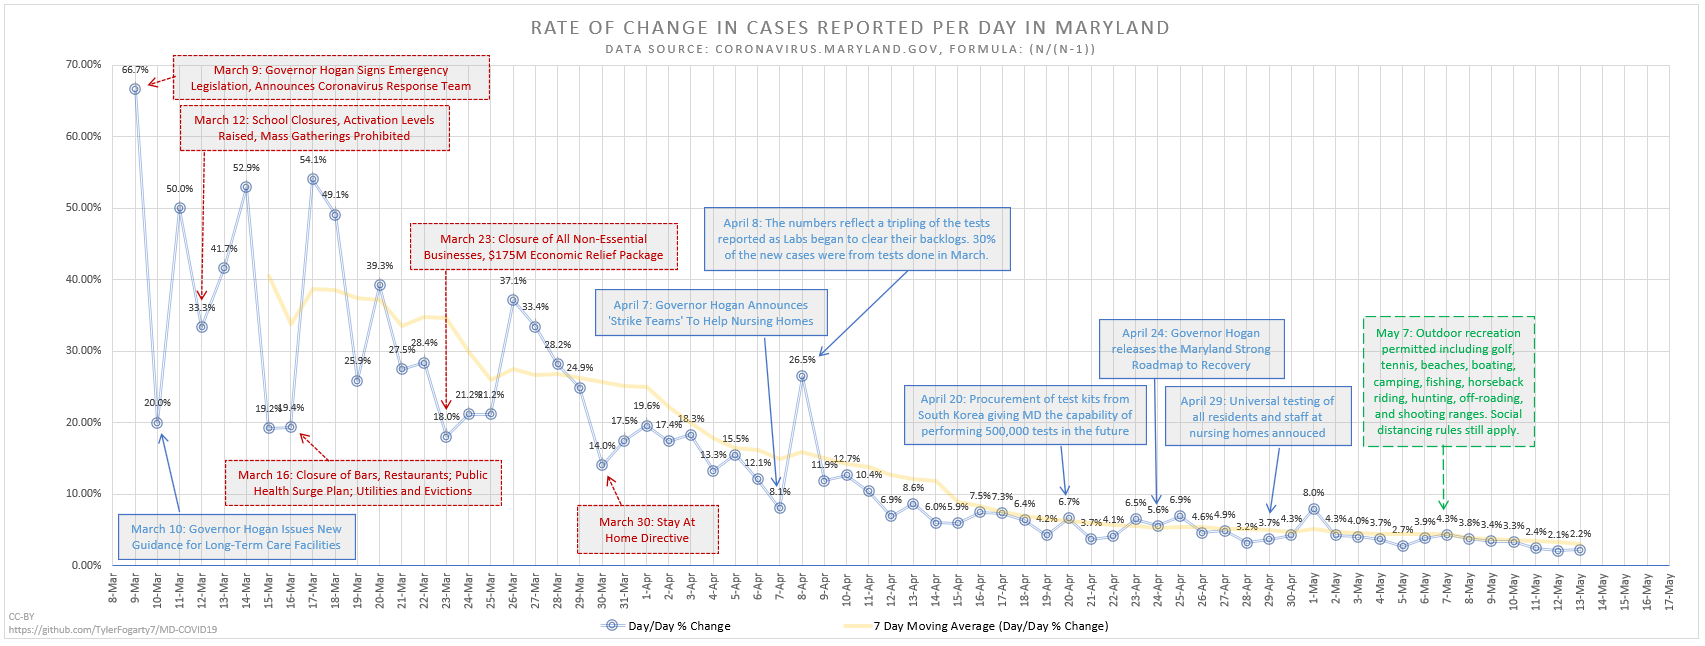 RATE OF CHANGE IN CASES REPORTED PER DAY IN MARYLAND
DATA SOURCE: CORONAVIRUS.MARYLAND.GOV, FORMULA: (N/(N-1))
70.00%
60.00%
50.00%
40.00%
30.00%
20.00%
10.00%
0.00%
March 9: Governor Hogan Signs Emergency
Legislation, Announces Coronavirus Response Team
March 12: School Closures, Activation Levels
Raised, Mass Gatherings Prohibited
March 23: Closure of All Non-Essential
Businesses, $175M Economic Relief Package
April 8: The numbers reflect a tripling of the tests
reported as Labs began to clear their backlogs. 30%
of the new cases were from tests done in March.
April 7: Governor Hogan Announces
'Strike Teams' To Help Nursing Homes
April 24: Governor Hogan
releases the Maryland Strong
Roadmap to Recovery
May 7: Outdoor recreation
permitted including golf,
tennis, beaches, boating,
camping, fishing, horseback
riding, hunting, off-roading,
and shooting ranges. Social
distancing rules still apply.
April 20: Procurement of test kits from
South Korea giving MD the capability of
performing 500,000 tests in the future
April 29: Universal testing of
all residents and staff at
nursing homes annouced
March 16: Closure of Bars, Restaurants; Public
Health Surge Plan; Utilities and Evictions
March 10: Governor Hogan Issues New
Guidance for Long-Term Care Facilities
March 30: Stay At
Home Directive
66.7%
20.0%
50.0%
33.3%
41.7%
52.9%
19.2%
19.4%
54.1%
49.1%
25.9%
39.3%
27.5%
28.4%
18.0%
21.2%
21.2%
37.1%
33.4%
28.2%
24.9%
14.0%
17.5%
19.6%
17.4%
18.3%
13.3%
15.5%
12.1%
8.1%
26.5%
11.9%
12.7%
10.4%
6.9%
8.6%
6.0%
5.9%
7.5%
7.3%
6.4%
4.2%
6.7%
3.7%
4.1%
6.5%
5.6%
6.9%
4.6%
4.9%
3.2%
3.7%
4.3%
8.0%
4.3%
4.0%
3.7%
2.7%
3.9%
4.3%
3.8%
3.4%
3.3%
2.4%
2.1%
2.2%
8-Mar
9-Mar
10-Mar
11-Mar
12-Mar
13-Mar
14-Mar
15-Mar
16-Mar
17-Mar
18-Mar
19-Mar
20-Mar
21-Mar
22-Mar
23-Mar
24-Mar
25-Mar
26-Mar
27-Mar
28-Mar
29-Mar
30-Mar
31-Mar
1-Apr
2-Apr
3-Apr
4-Apr
5-Apr
6-Apr
7-Apr
8-Apr
9-Apr
10-Apr
11-Apr
12-Apr
13-Apr
14-Apr
15-Apr
16-Apr
17-Apr
18-Apr
19-Apr
20-Apr
21-Apr
22-Apr
23-Apr
24-Apr
25-Apr
26-Apr
27-Apr
28-Apr
29-Apr
30-Apr
1-May
2-May
3-May
4-May
5-May
6-May
7-May
8-May
9-May
10-May
11-May
12-May
13-May
14-May
15-May
16-May
17-May
CC-BY
https://github.com/TylerFogarty7/MD-COVID19
Day/Day % Change
7 Day Moving Average (Day/Day % Change)